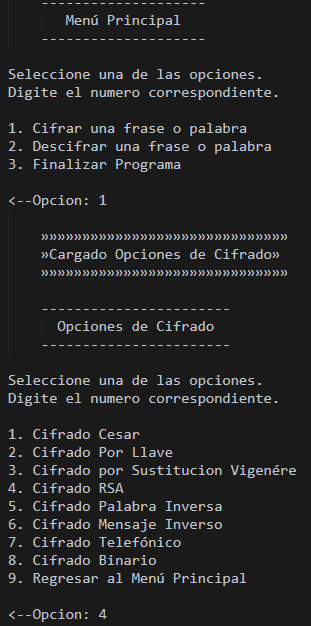 --------------------
Menú Principal
--------------------
Seleccione una de las opciones.
Digite el numero correspondiente.
1. Cifrar una frase o palabra
2. Descifrar una frase o palabra
3. Finalizar Programa
<--Opcion: 1
»»»»»»»»»»»»»»»»»»»»»»»»»»»»»»
»Cargado Opciones de Cifrado»
»»»»»»»»»»»»»»»»»»»»»»»»»»»»»»
-----------------------
Opciones de Cifrado
-----------------------
Seleccione una de las opciones.
Digite el numero correspondiente.
1. Cifrado Cesar
2. Cifrado Por Llave
3. Cifrado por Sustitucion Vigenére
4. Cifrado RSA
5. Cifrado Palabra Inversa
6. Cifrado Mensaje Inverso
7. Cifrado Telefónico
8. Cifrado Binario
9. Regresar al Menú Principal
<--Opcion: 4